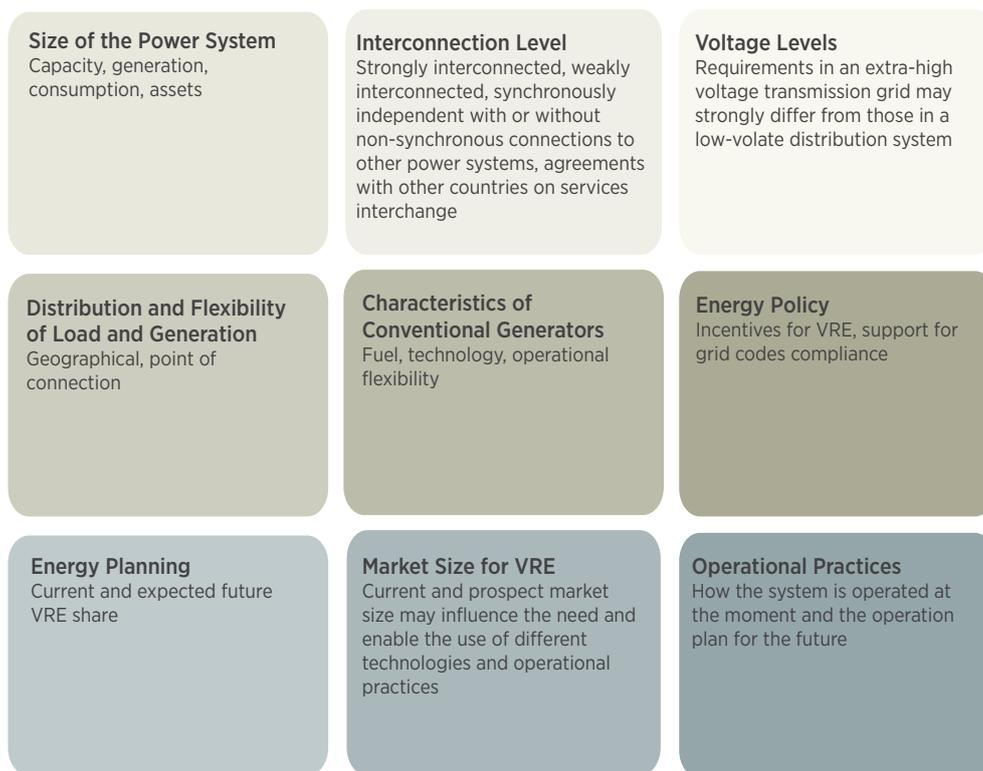 Size of the Power System
Capacity, generation,
consumption, assets
Interconnection Level
Strongly interconnected, weakly
interconnected, synchronously
independent with or without
non-synchronous connections to
other power systems, agreements
with other countries on services
interchange
Voltage Levels
Requirements in an extra-high
voltage transmission grid may
strongly differ from those in a
low-volate distribution system
Distribution and Flexibility
of Load and Generation
Geographical, point of
connection
Characteristics of
Conventional Generators
Fuel, technology, operational
flexibility
Energy Policy
Incentives for VRE, support for
grid codes compliance
Energy Planning
Current and expected future
VRE share
Market Size for VRE
Current and prospect market
size may influence the need and
enable the use of different
technologies and operational
practices
Operational Practices
How the system is operated at
the moment and the operation
plan for the future